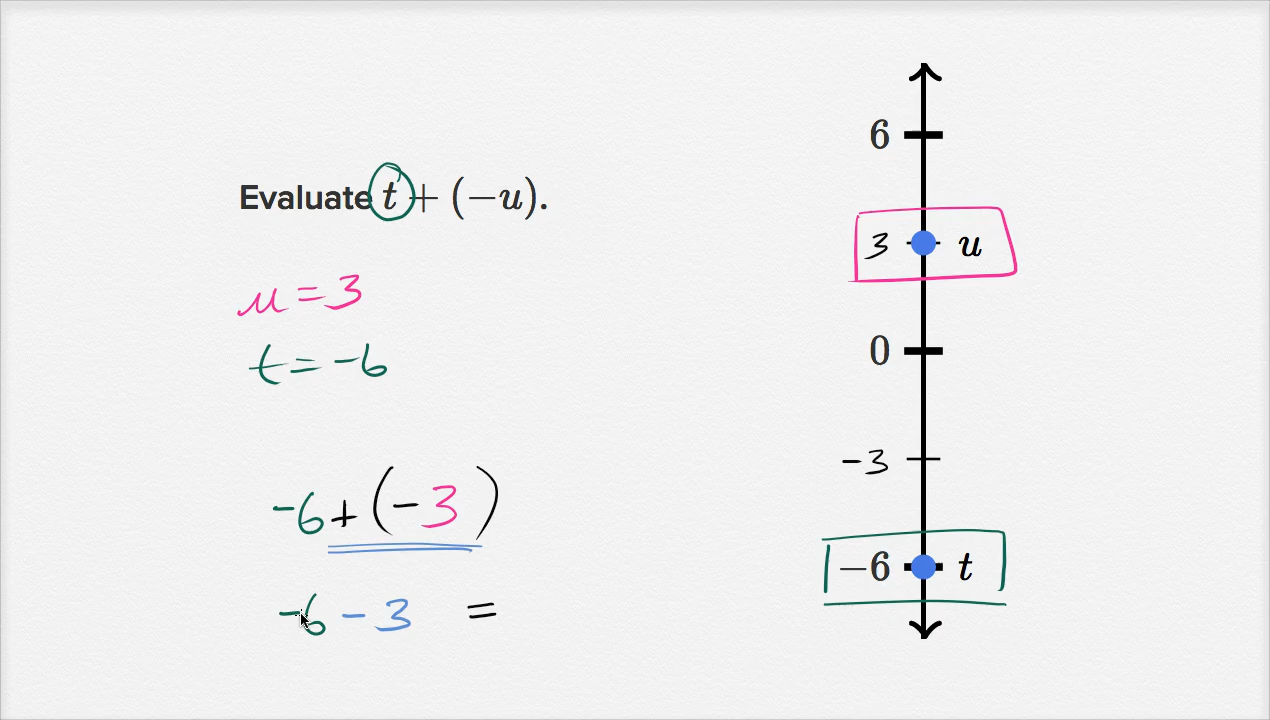 Evaluate t + (−u).
u = 3
t = -6
-6 + (-3)
-6 - 3 =
6
3 u
0
-3
−6 t